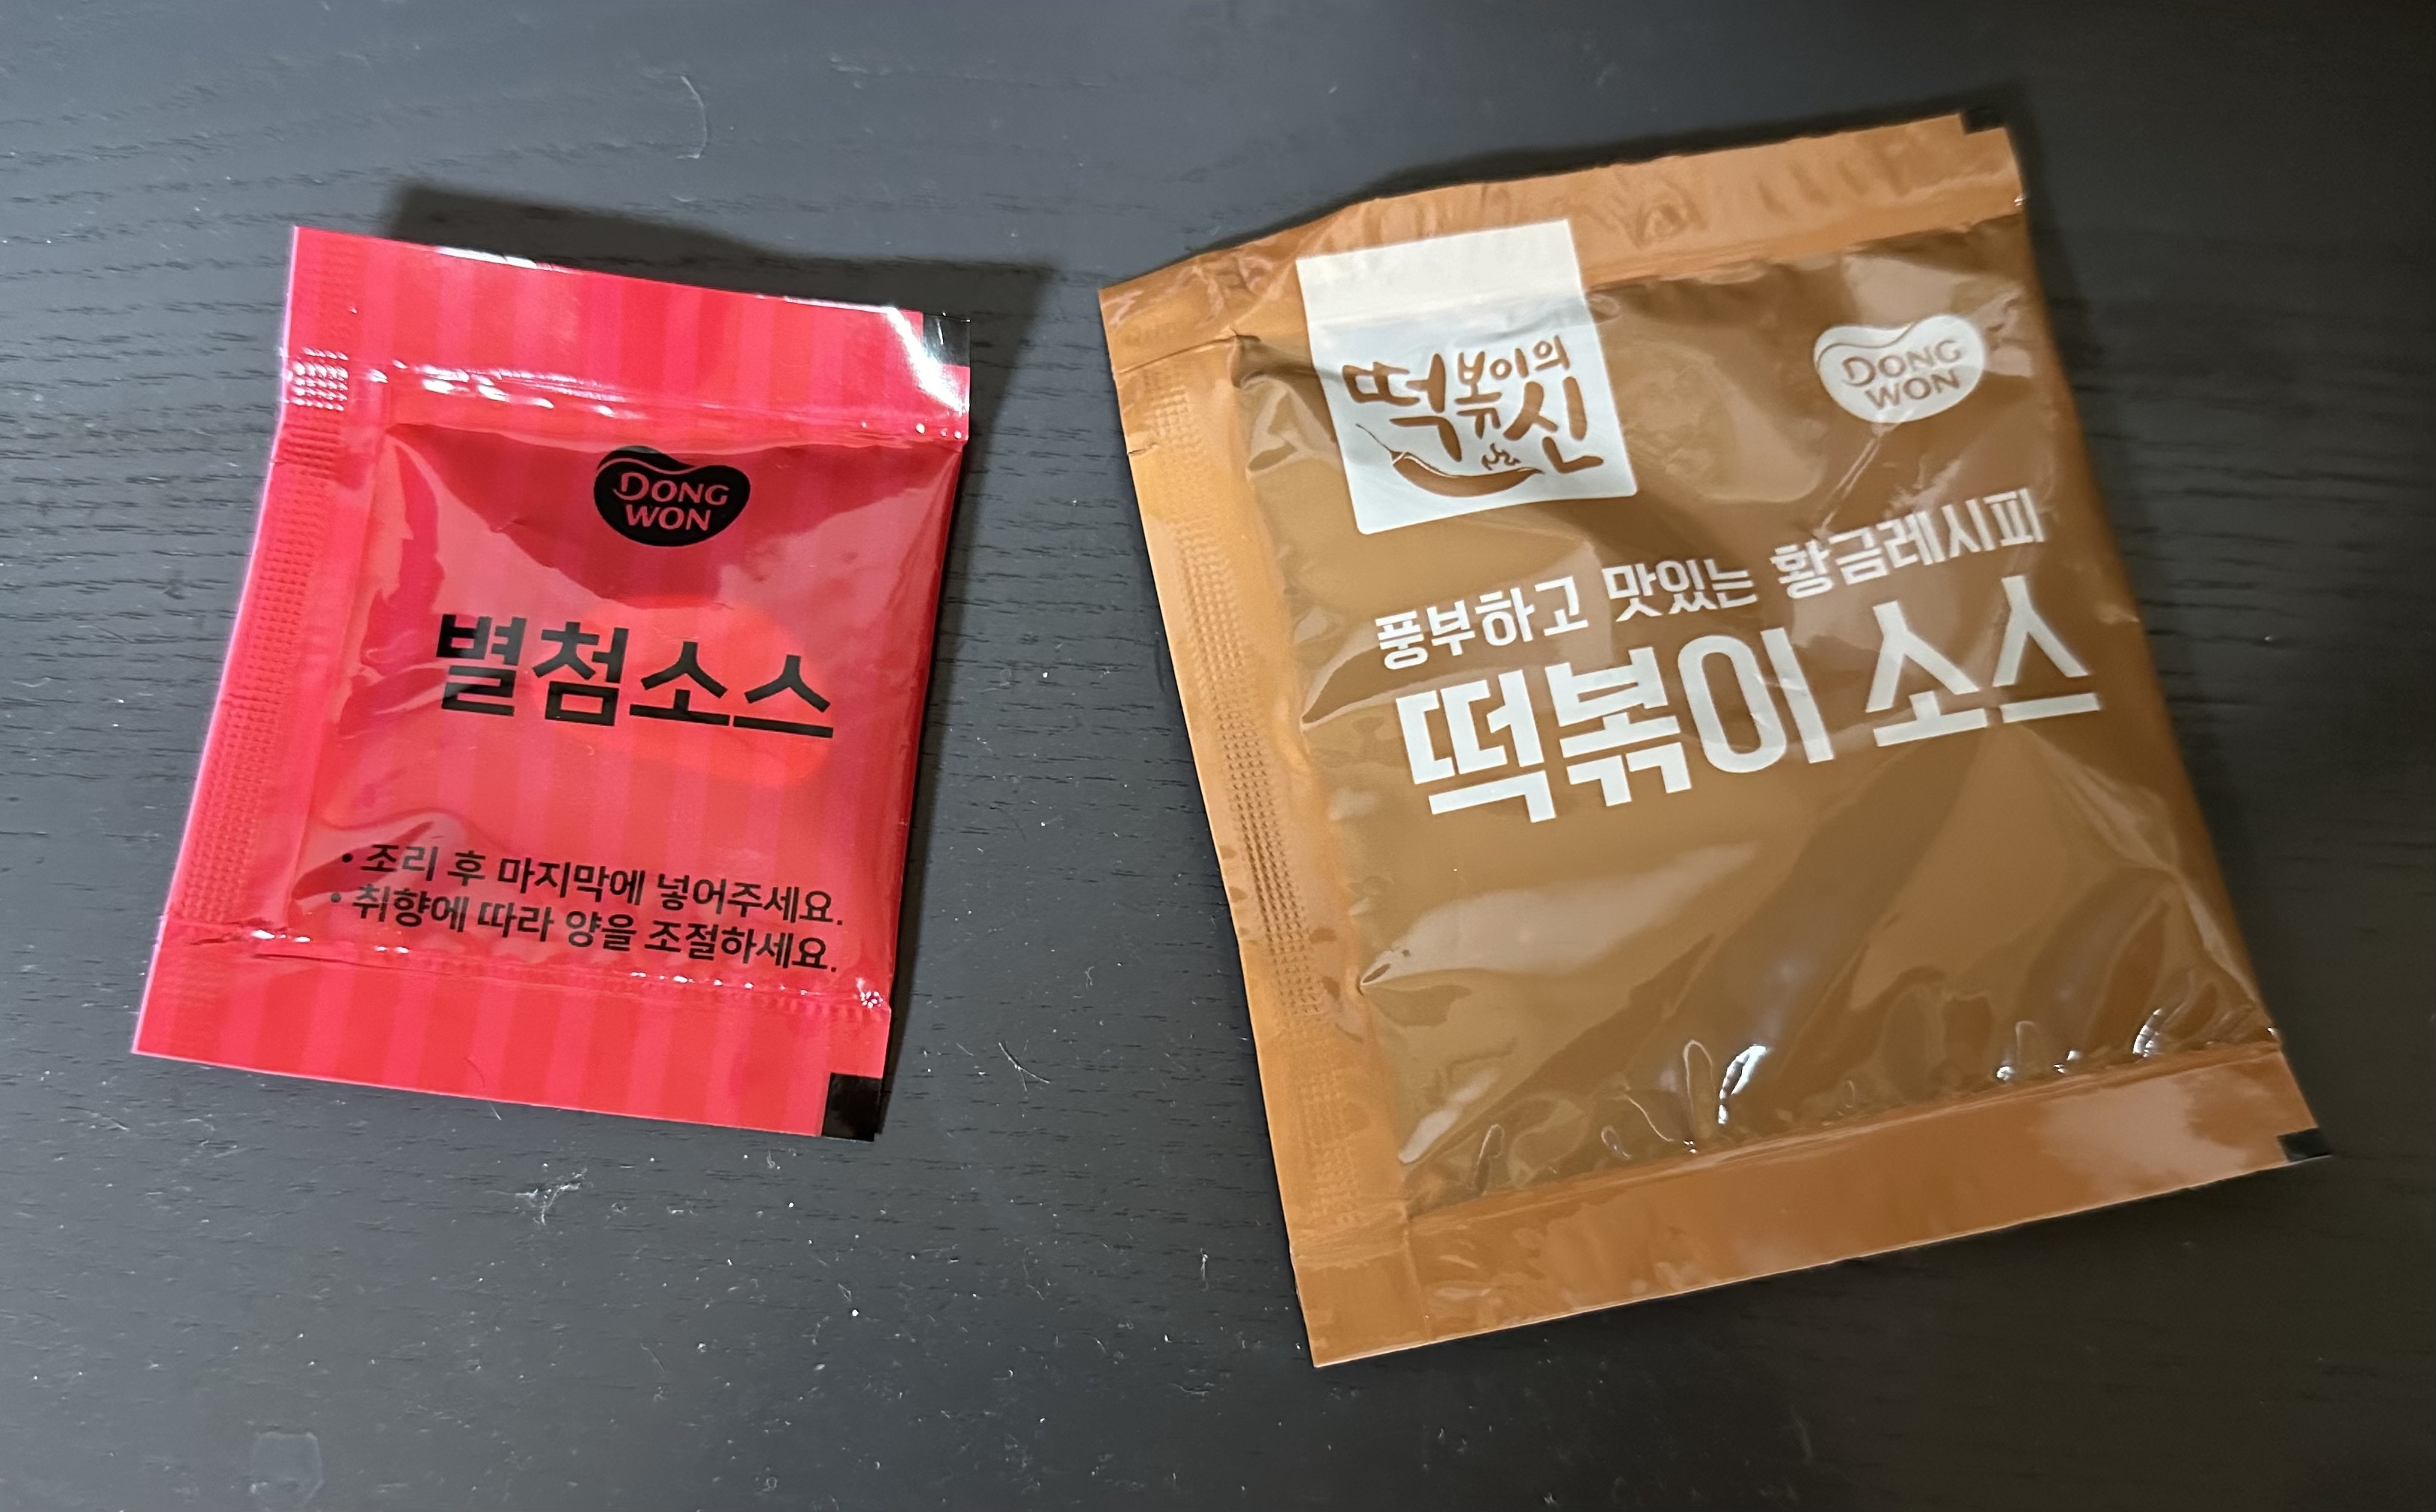 DONG
WON
별첨소스
• 조리 후 마지막에 넣어주세요.
• 취향에 따라 양을 조절하세요.
떡볶이의
신
DONG
WON
풍부하고 맛있는 황금레시피
떡볶이 소스